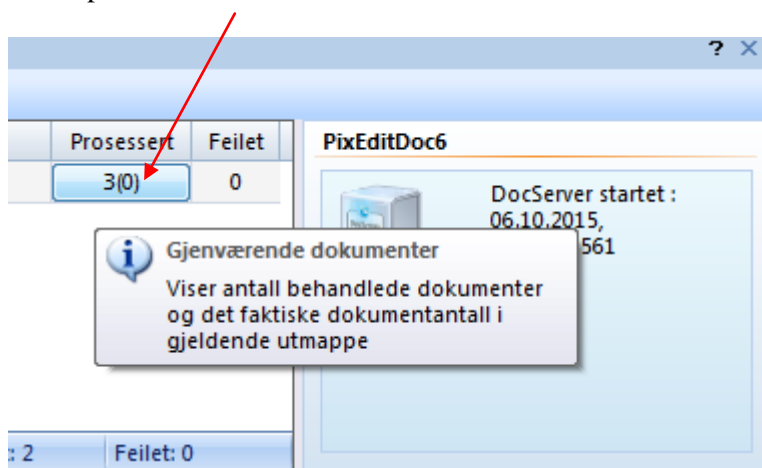 ? ×
Prosessert Feilet PixEditDoc6
3(0) 0
DocServer startet :
06.10.2015,
561
Gjenværende dokumenter
Viser antall behandlede dokumenter
og det faktiske dokumentantall i
gjeldende utmappe
: 2 Feilet: 0